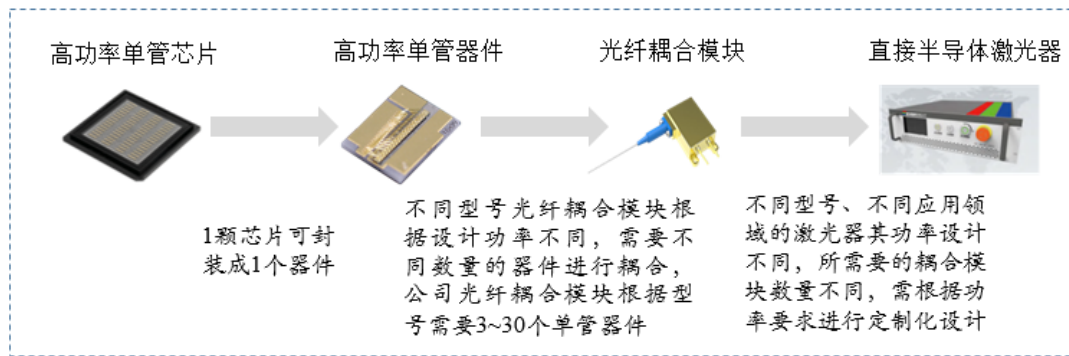 高功率单管芯片
高功率单管器件
光纤耦合模块
直接半导体激光器
1颗芯片可封
装成1个器件
不同型号光纤耦合模块根
据设计功率不同，需要不
同数量的器件进行耦合，
公司光纤耦合模块根据型
号需要3~30个单管器件
不同型号、不同应用领
域的激光器其功率设计
不同，所需要的耦合模
块数量不同，需根据功
率要求进行定制化设计